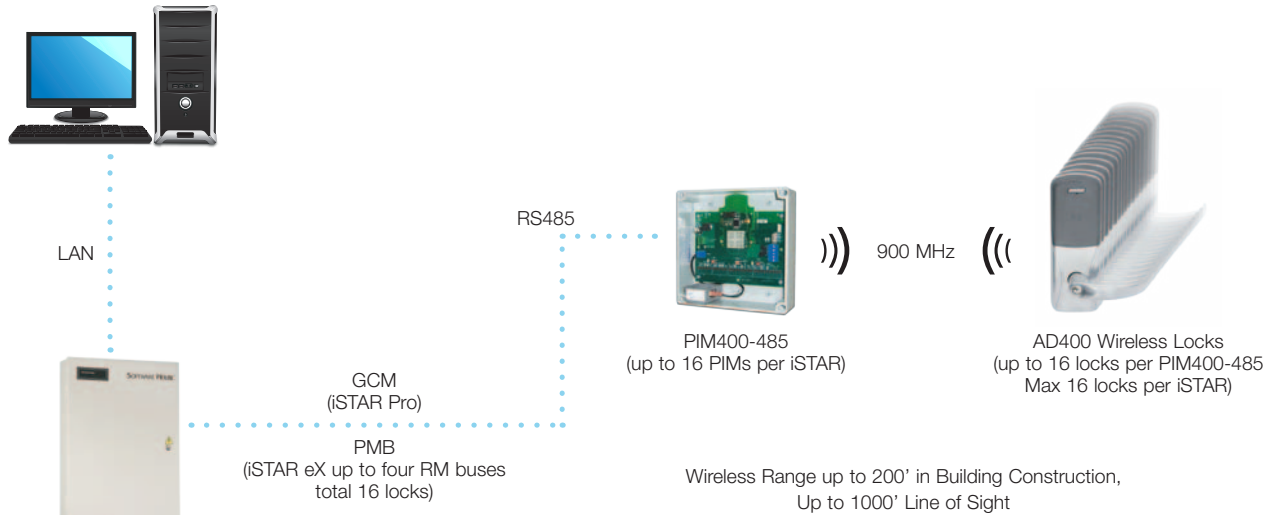 LAN
RS485
900 MHz
PIM400-485
(up to 16 PIMs per iSTAR)
AD400 Wireless Locks
(up to 16 locks per PIM400-485
Max 16 locks per iSTAR)
SOFTWARE HOUSE
GCM
(iSTAR Pro)
PMB
(iSTAR eX up to four RM buses
total 16 locks)
Wireless Range up to 200’ in Building Construction,
Up to 1000’ Line of Sight